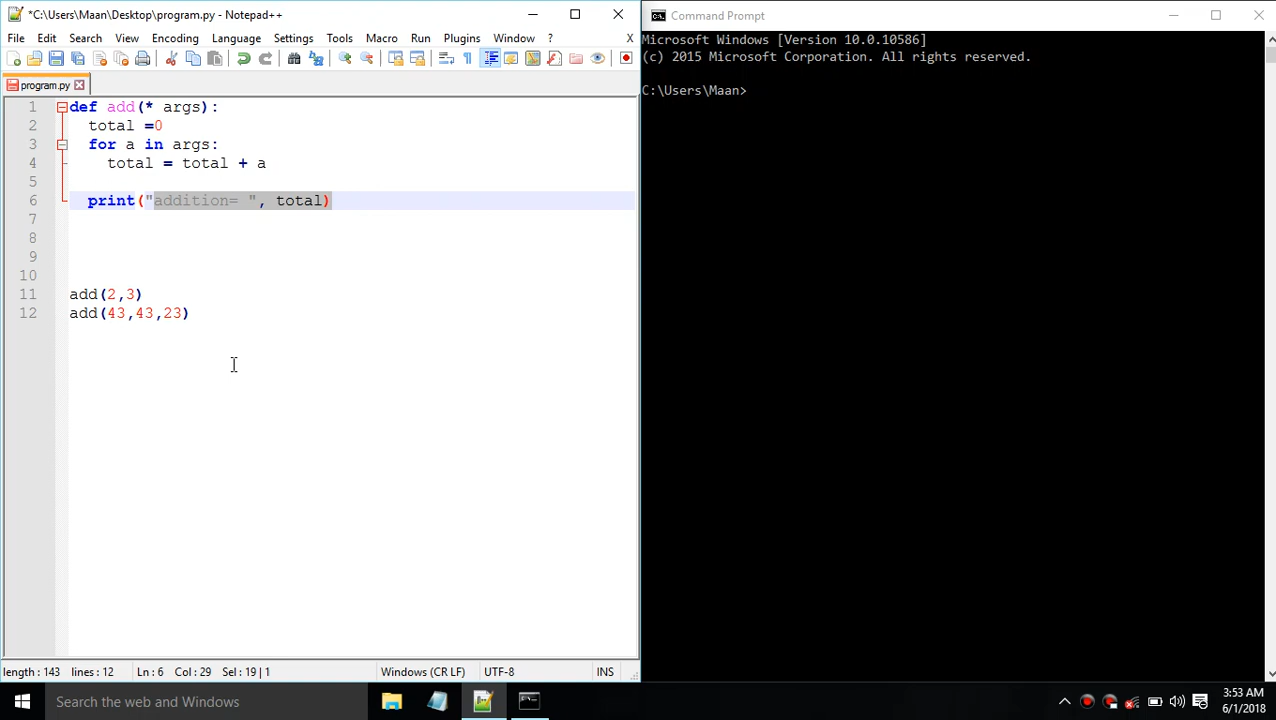 *C:\Users\Maan\Desktop\program.py - Notepad++
File Edit Search View Encoding Language Settings Tools Macro Run Plugins Window ? X
program.py
1 def add(* args):
2 total =0
3 for a in args:
4 total = total + a
5
6 print("addition= ", total)
7
8
9
10
11 add(2,3)
12 add(43,43,23)
length : 143 lines : 12 Ln : 6 Col : 29 Sel : 19 | 1 Windows (CR LF) UTF-8 INS
Command Prompt
Microsoft Windows [Version 10.0.10586]
(c) 2015 Microsoft Corporation. All rights reserved.
C:\Users\Maan>
Search the web and Windows
3:53 AM
6/1/2018